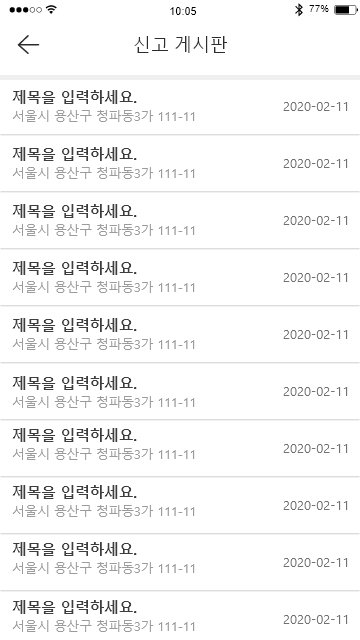 10:05
77%
신고 게시판
제목을 입력하세요.
서울시 용산구 청파동3가 111-11
2020-02-11
제목을 입력하세요.
서울시 용산구 청파동3가 111-11
2020-02-11
제목을 입력하세요.
서울시 용산구 청파동3가 111-11
2020-02-11
제목을 입력하세요.
서울시 용산구 청파동3가 111-11
2020-02-11
제목을 입력하세요.
서울시 용산구 청파동3가 111-11
2020-02-11
제목을 입력하세요.
서울시 용산구 청파동3가 111-11
2020-02-11
제목을 입력하세요.
서울시 용산구 청파동3가 111-11
2020-02-11
제목을 입력하세요.
서울시 용산구 청파동3가 111-11
2020-02-11
제목을 입력하세요.
서울시 용산구 청파동3가 111-11
2020-02-11
제목을 입력하세요.
서울시 용산구 청파동3가 111-11
2020-02-11